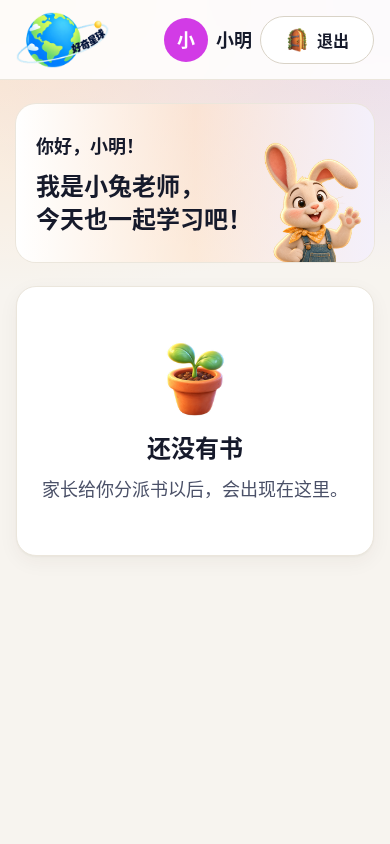 好奇星球
小
小明
退出
你好，小明！
我是小兔老师，
今天也一起学习吧！
还没有书
家长给你分派书以后，会出现在这里。